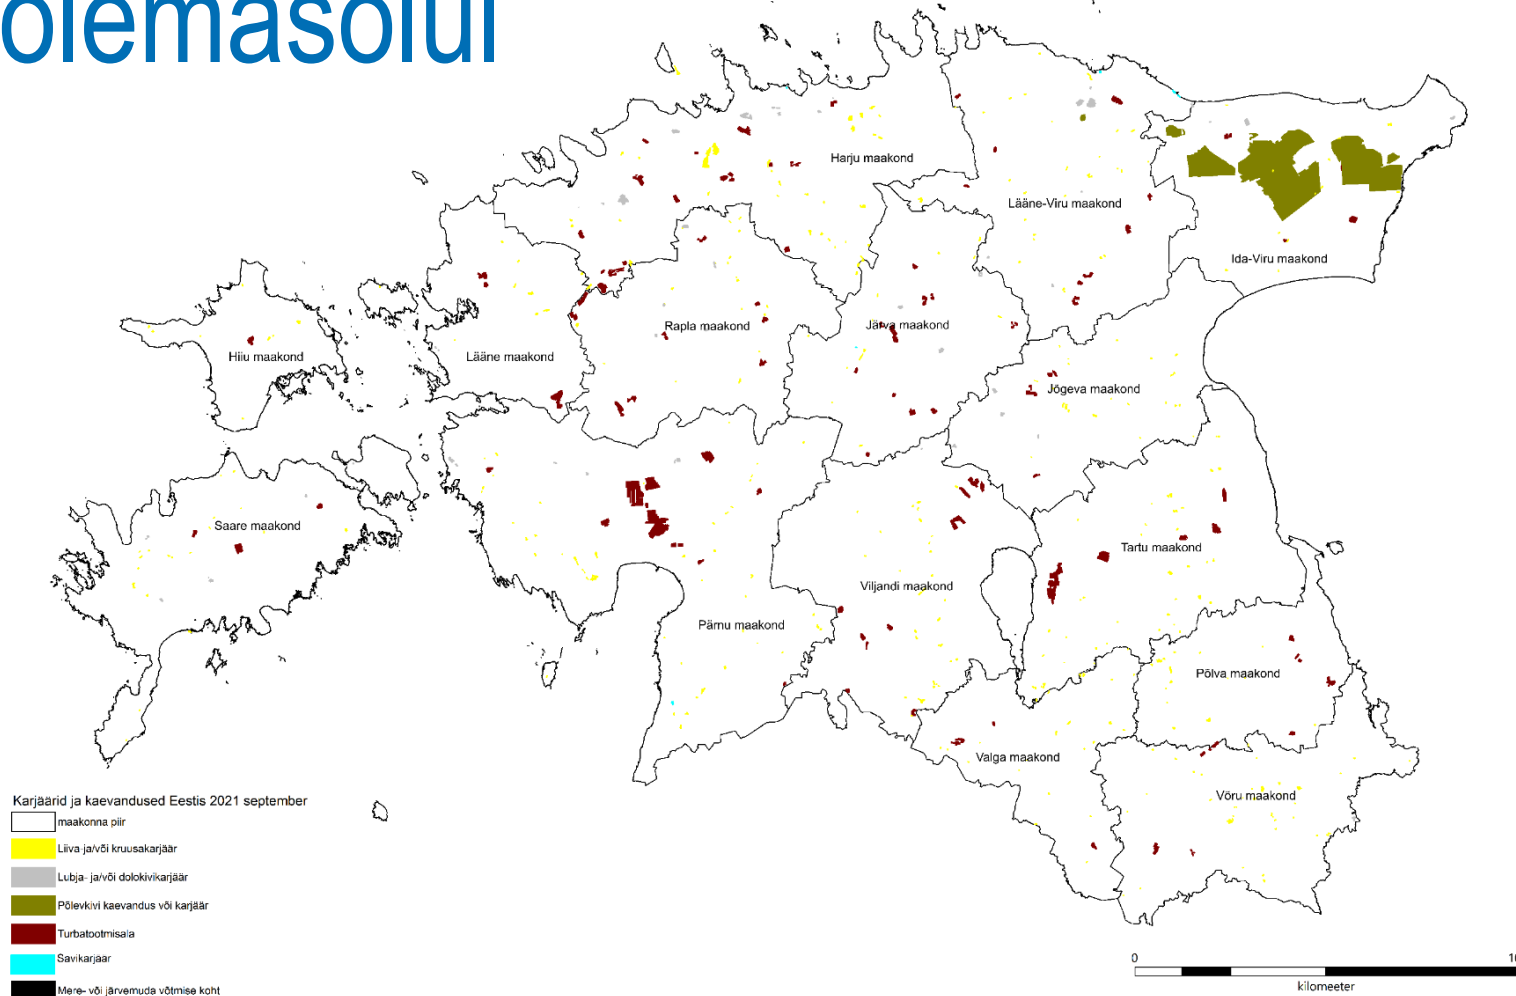 olemasolul
Harju maakond
Lääne-Viru maakond
Ida-Viru maakond
Rapla maakond
Järva maakond
Hiiu maakond
Lääne maakond
Jõgeva maakond
Saare maakond
Tartu maakond
Viljandi maakond
Pärnu maakond
Põlva maakond
Valga maakond
Võru maakond
Karjäärid ja kaevandused Eestis 2021 september
maakonna piir
Liiva-ja/või kruusakarjäär
Lubja- ja/või dolokivikarjäär
Põlevkivi kaevandus või karjäär
Turbatootmisala
Savikarjäär
Mere- või järvemuda võtmise koht
0
kilomeeter